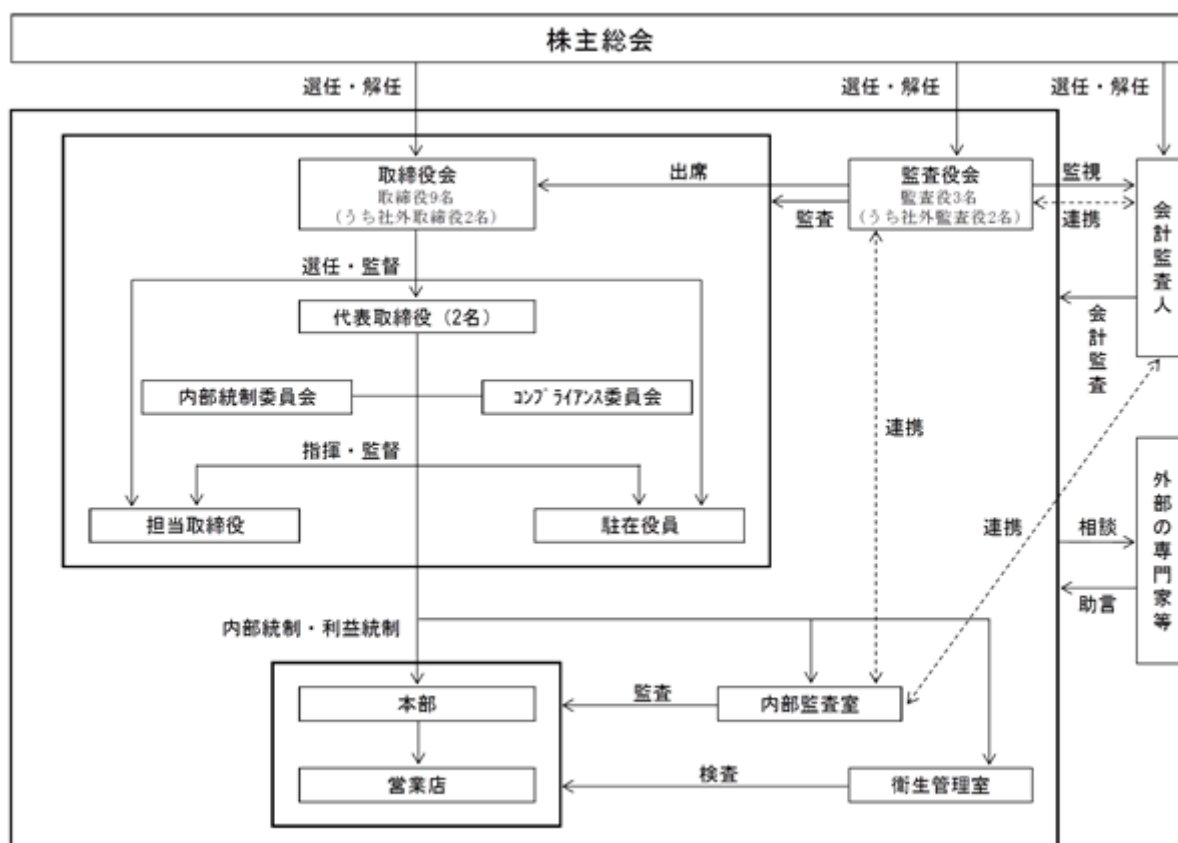 株主総会
選任・解任
選任・解任
選任・解任
取締役会
取締役9名
(うち社外取締役2名)
出席
監査
監査役会
監査役3名
(うち社外監査役2名)
監視
連携
会計監査人
会計監査
選任・監督
代表取締役(2名)
内部統制委員会
コンプライアンス委員会
連携
指揮・監督
担当取締役
駐在役員
連携
相談
助言
外部の専門家等
内部統制・利益統制
本部
監査
内部監査室
営業店
検査
衛生管理室